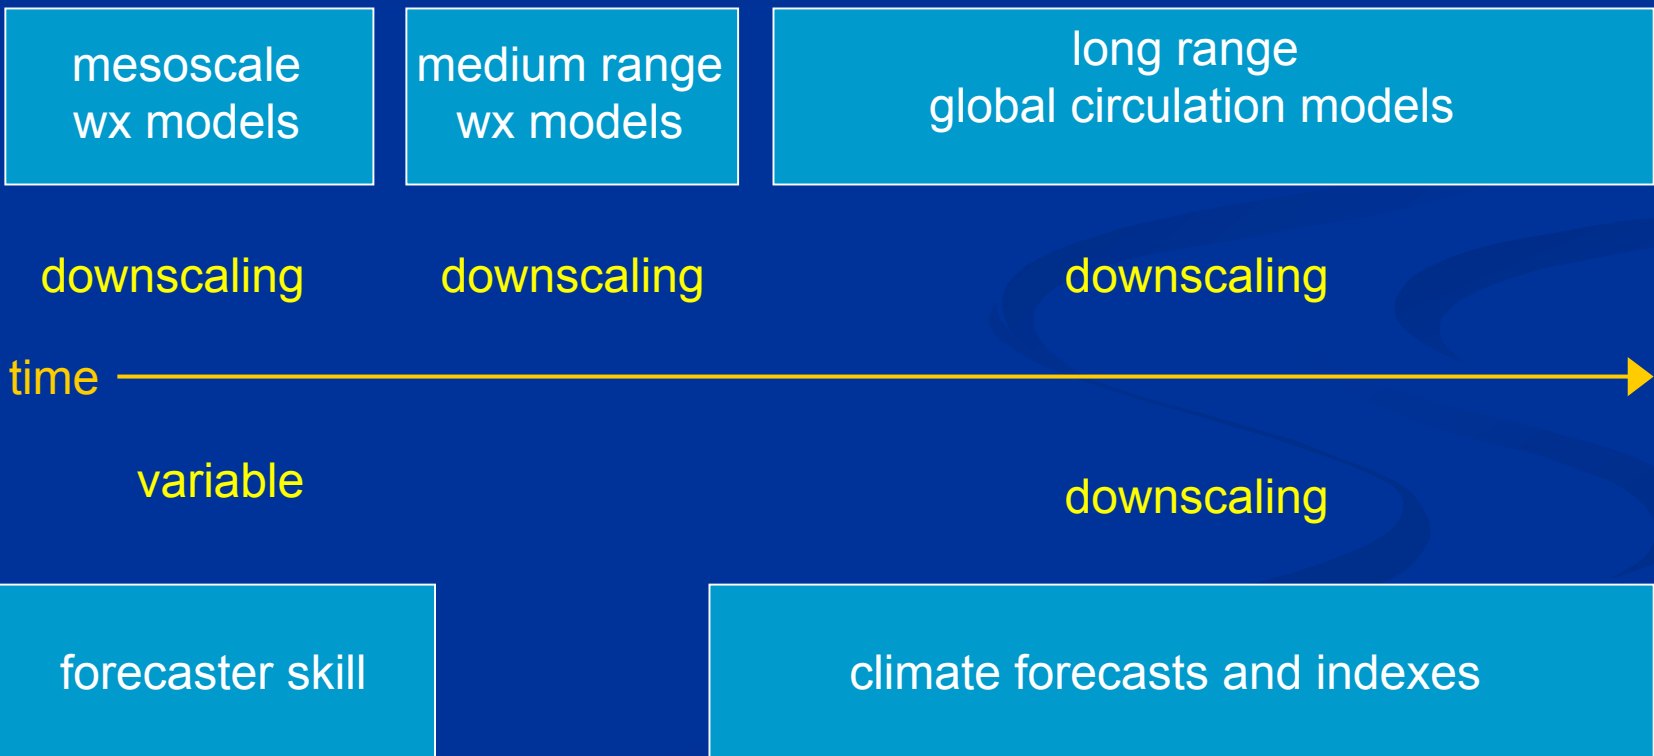 mesoscale
wx models
medium range
wx models
long range
global circulation models
downscaling
downscaling
downscaling
time
variable
downscaling
forecaster skill
climate forecasts and indexes